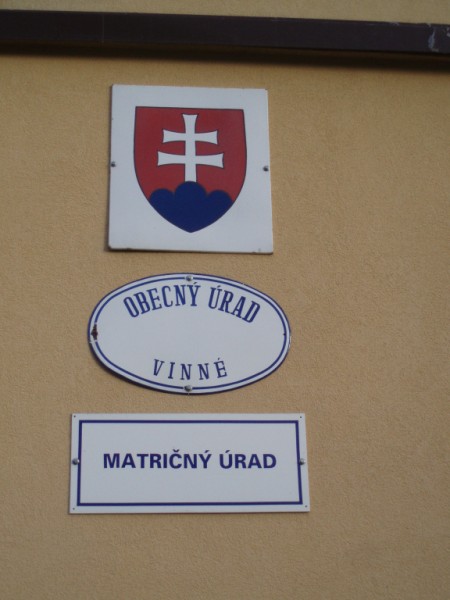 OBECNÝ ÚRAD
VINNÉ
MATRIČNÝ ÚRAD